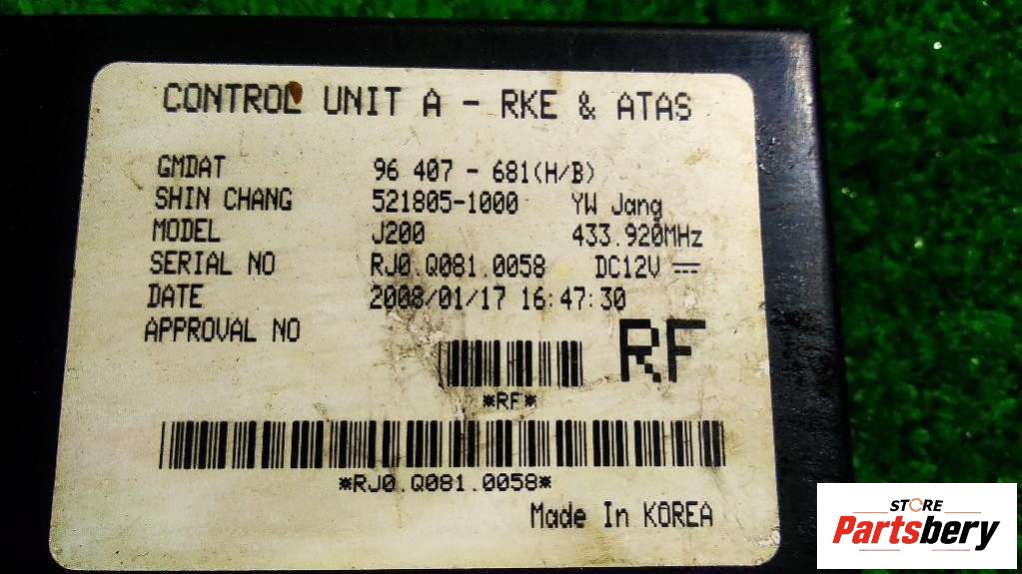 CONTROL UNIT A - RKE & ATAS
GMDAT 96 407 - 681(H/B)
SHIN CHANG 521805-1000 YW Jang
MODEL J200 433.920MHz
SERIAL NO RJ0.Q081.0058 DC12V
DATE 2008/01/17 16:47:30
APPROVAL NO
RF
*RF*
*RJ0.Q081.0058*
Made In KOREA
STORE
Partsbery